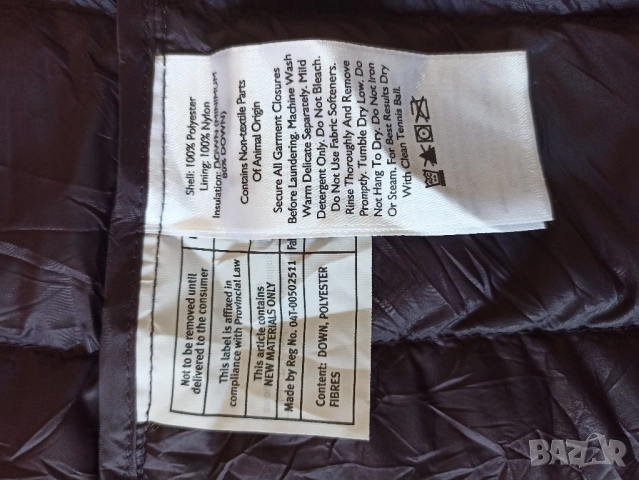 Shell: 100% Polyester
Lining: 100% Nylon
Insulation: DOWN (MINIMUM
80% DOWN)
Contains Non-textile Parts
Of Animal Origin
Secure All Garment Closures
Before Laundering. Machine Wash
Warm Delicate Separately. Mild
Detergent Only. Do Not Bleach.
Do Not Use Fabric Softeners.
Rinse Thoroughly And Remove
Promptly. Tumble Dry Low. Do
Not Hang To Dry. Do Not Iron
Or Steam. For Best Results Dry
With Clean Tennis Ball.
Not to be removed until
delivered to the consumer
This label is affixed in
compliance with Provincial Law
This article contains
NEW MATERIALS ONLY
Made by Reg No. 04T-00502511
Content: DOWN, POLYESTER
FIBRES
BAZAR